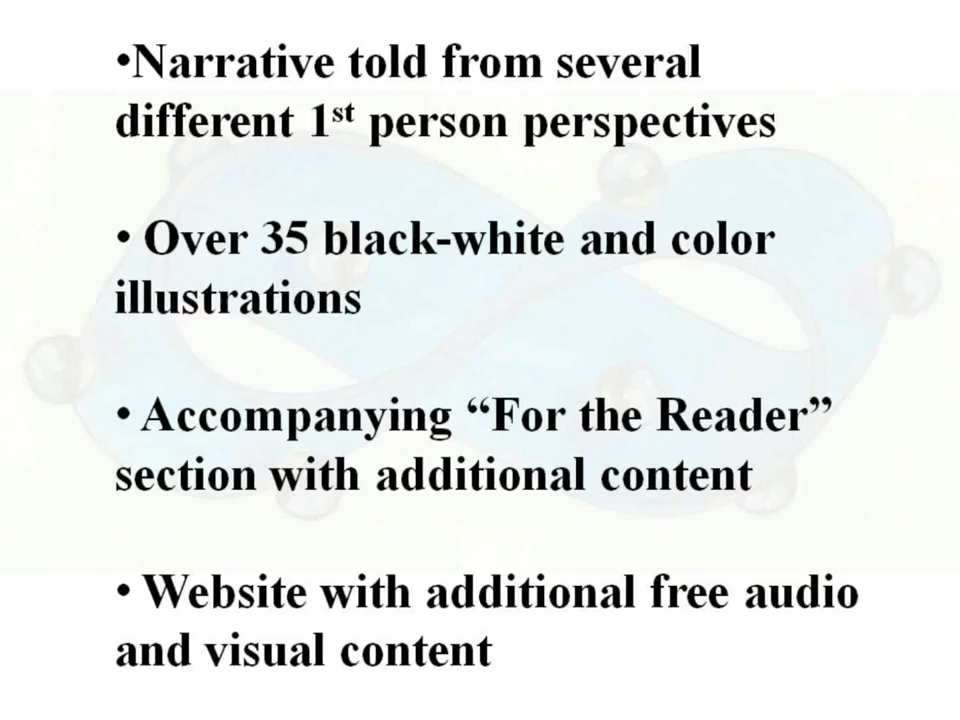 •Narrative told from several
different 1st person perspectives
• Over 35 black-white and color
illustrations
• Accompanying “For the Reader”
section with additional content
• Website with additional free audio
and visual content